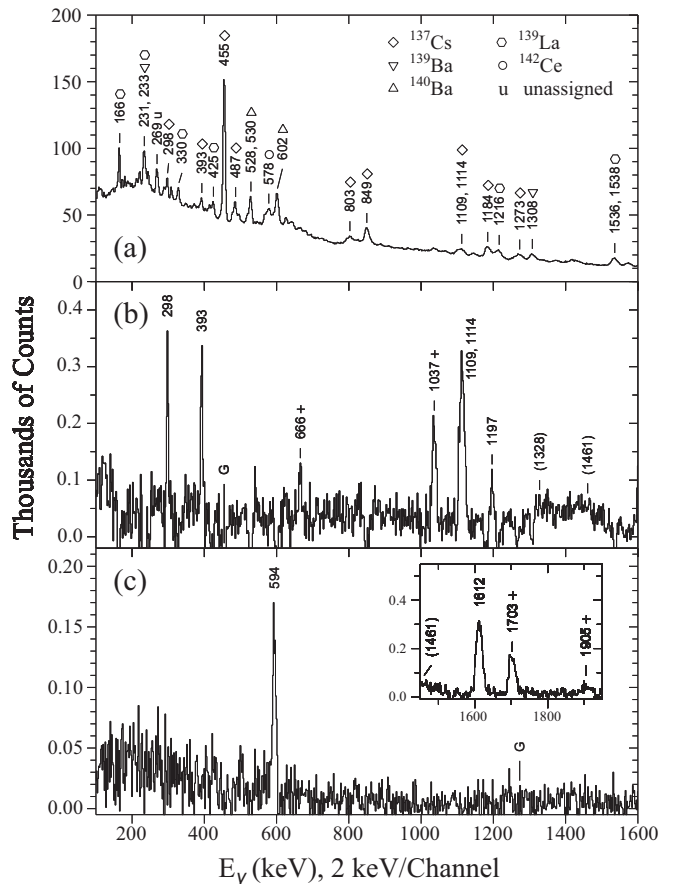 200
150
100
50
0
166 ⬡
231, 233 ▽ ⬡
269 u
298 ◇
330 ⬡
393 ◇
425 ⬡
455 ◇
487 ◇
528, 530 △
578 ○
602 △
803 ◇
849 ◇
1109, 1114 ◇
1184 ◇
1216 ⬡
1273 ◇
1308 ▽
1536, 1538 ⬡
◇ ¹³⁷Cs ⬡ ¹³⁹La
▽ ¹³⁹Ba ○ ¹⁴²Ce
△ ¹⁴⁰Ba u unassigned
(a)
Thousands of Counts
0.4
0.3
0.2
0.1
0.0
(b)
298
393
G
666 +
1037 +
1109, 1114
1197
(1328)
(1461)
0.20
0.15
0.10
0.05
0.00
(c)
594
G
0.4
0.2
0.0
(1461)
1612
1703 +
1905 +
1600 1800
200 400 600 800 1000 1200 1400 1600
Eγ (keV), 2 keV/Channel